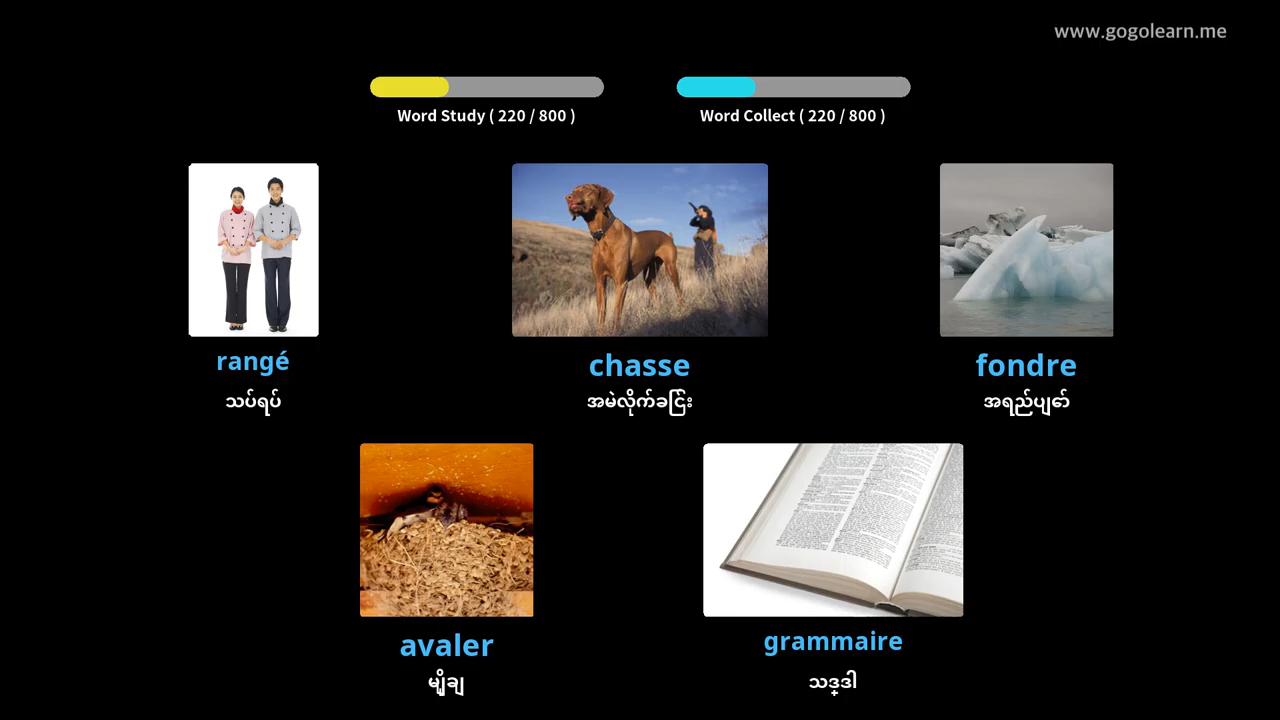 www.gogolearn.me
Word Study ( 220 / 800 )
Word Collect ( 220 / 800 )
rangé
သပ်ရပ်
chasse
အမဲလိုက်ခြင်း
fondre
အရည်ပျော်
avaler
မျိုချ
grammaire
သဒ္ဒါ